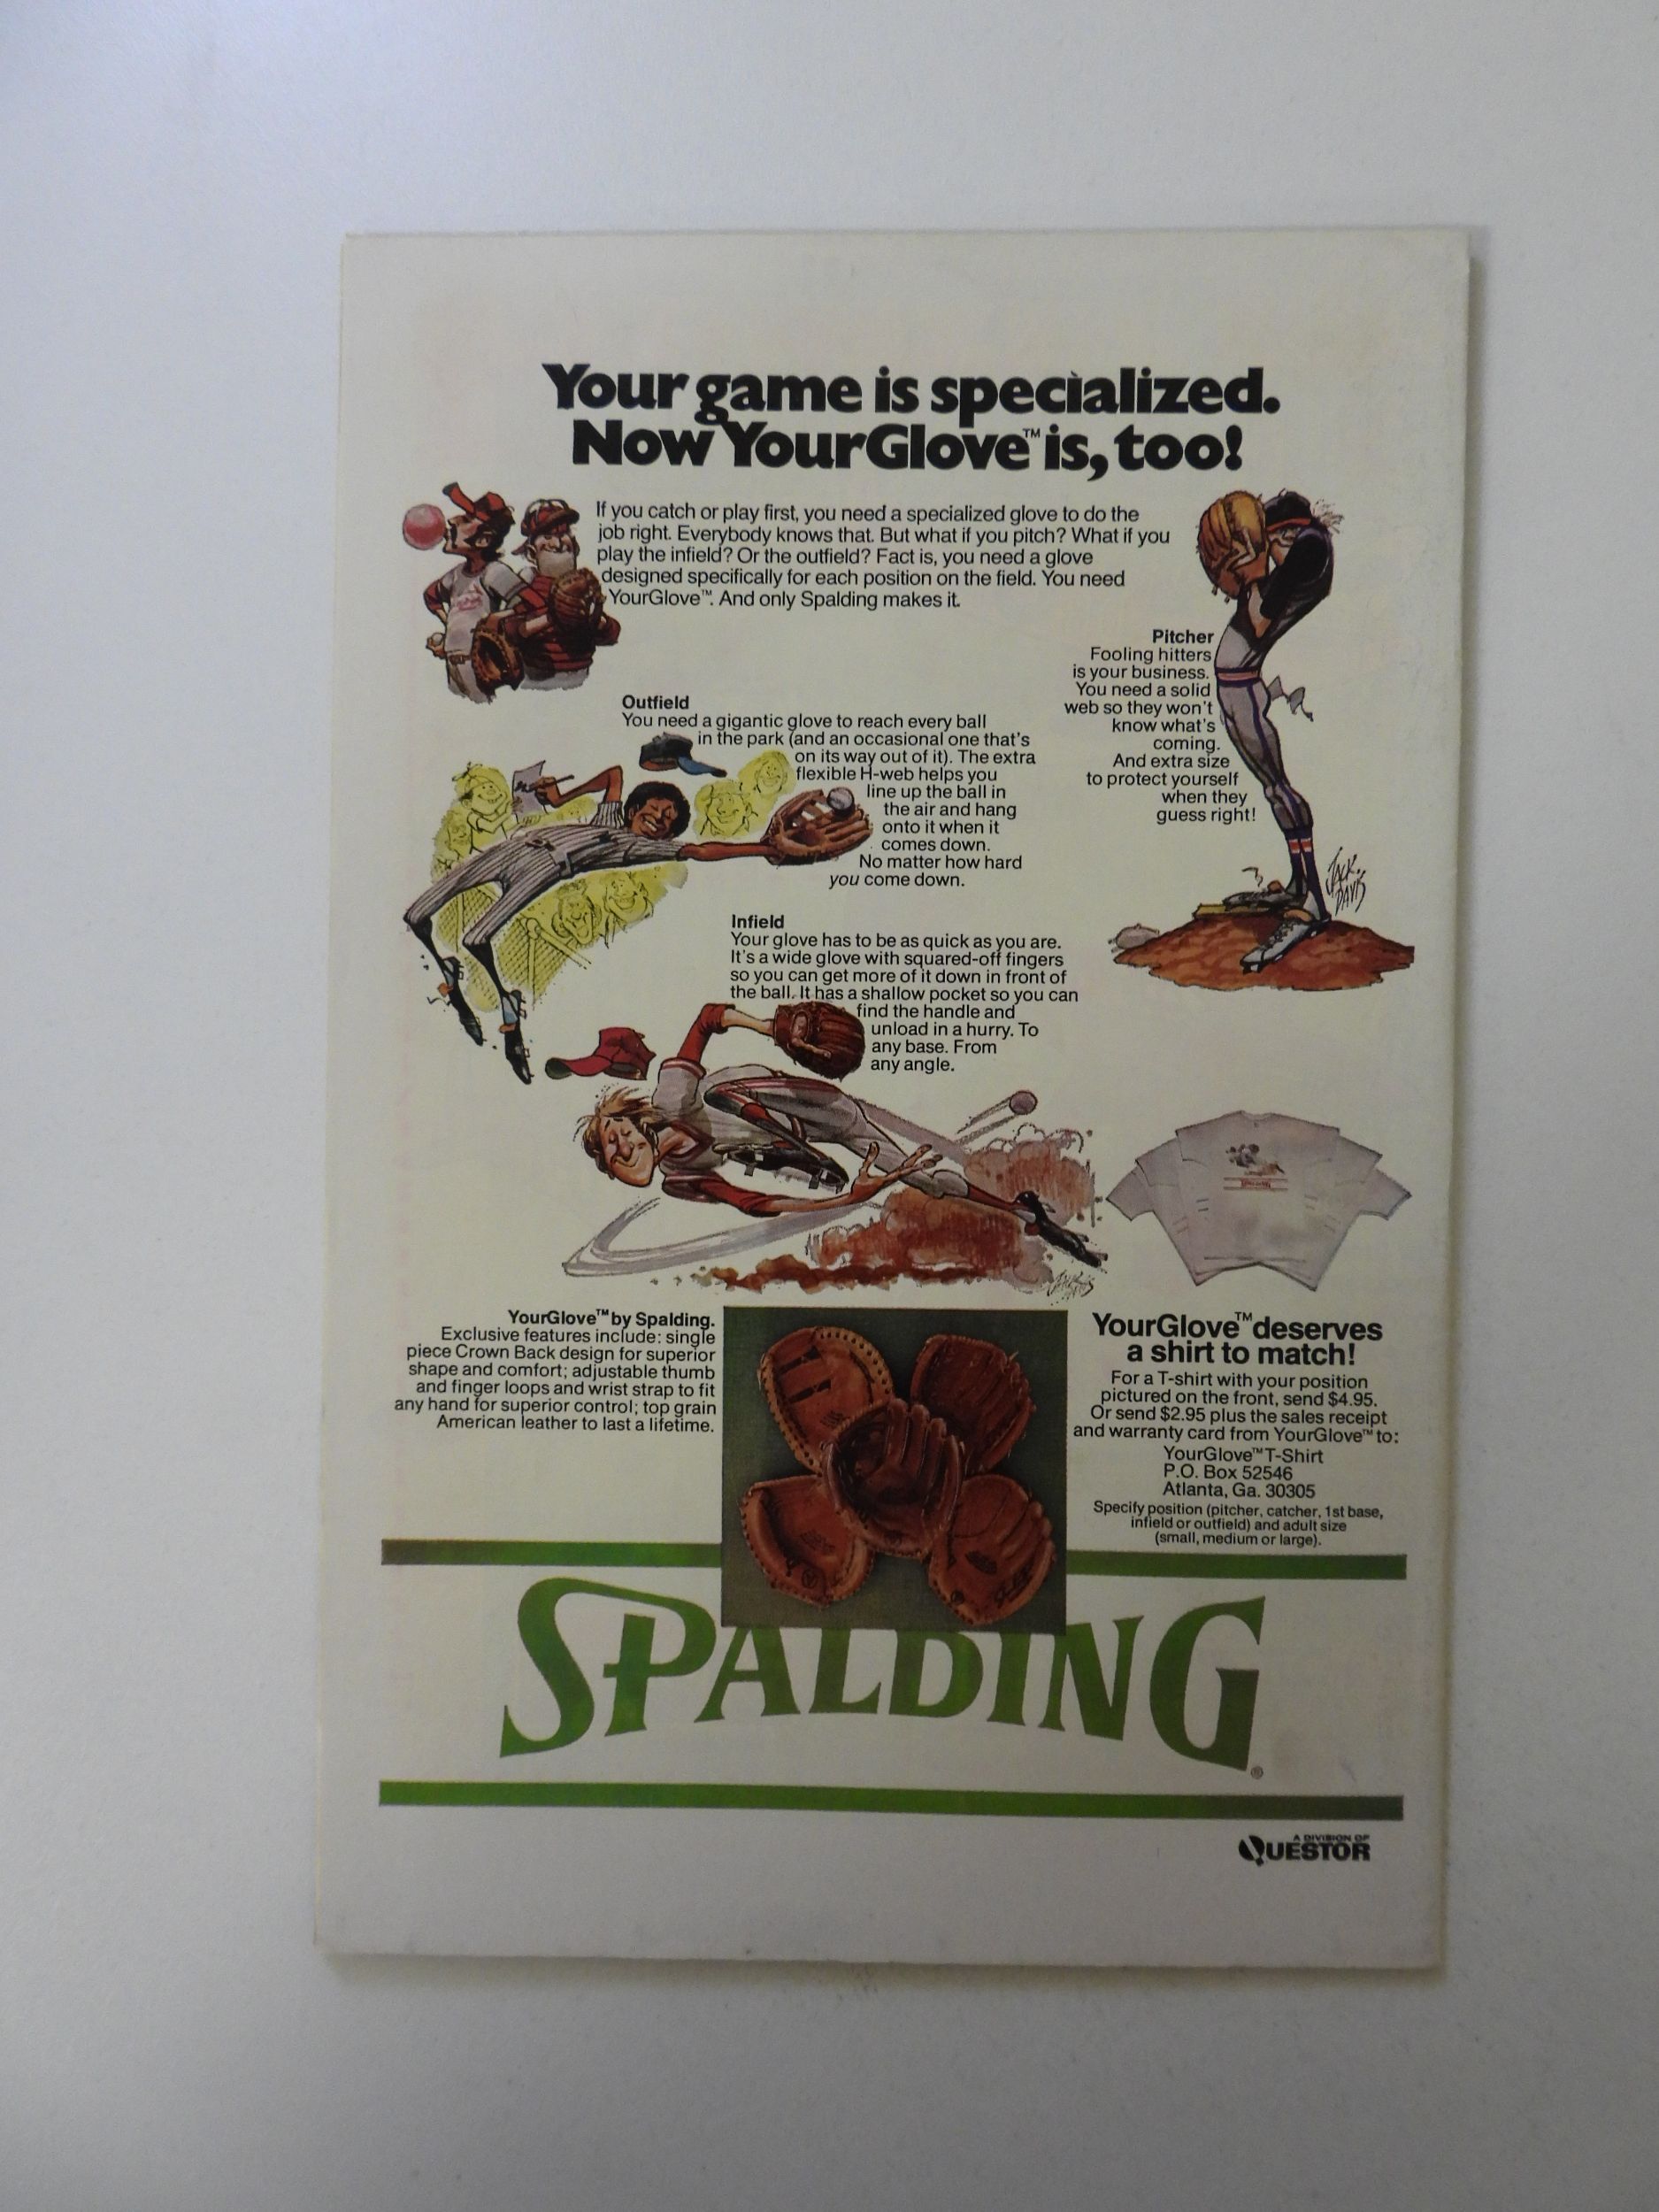 Your game is specialized.
Now YourGlove™ is, too!
If you catch or play first, you need a specialized glove to do the
job right. Everybody knows that. But what if you pitch? What if you
play the infield? Or the outfield? Fact is, you need a glove
designed specifically for each position on the field. You need
YourGlove™. And only Spalding makes it.
Pitcher
Fooling hitters
is your business.
You need a solid
web so they won't
know what's
coming.
And extra size
to protect yourself
when they
guess right!
JACK
DAVIS
Outfield
You need a gigantic glove to reach every ball
in the park (and an occasional one that's
on its way out of it). The extra
flexible H-web helps you
line up the ball in
the air and hang
onto it when it
comes down.
No matter how hard
you come down.
Infield
Your glove has to be as quick as you are.
It's a wide glove with squared-off fingers
so you can get more of it down in front of
the ball. It has a shallow pocket so you can
find the handle and
unload in a hurry. To
any base. From
any angle.
YourGlove™ by Spalding.
Exclusive features include: single
piece Crown Back design for superior
shape and comfort; adjustable thumb
and finger loops and wrist strap to fit
any hand for superior control; top grain
American leather to last a lifetime.
YourGlove™ deserves
a shirt to match!
For a T-shirt with your position
pictured on the front, send $4.95.
Or send $2.95 plus the sales receipt
and warranty card from YourGlove™ to:
YourGlove™ T-Shirt
P.O. Box 52546
Atlanta, Ga. 30305
Specify position (pitcher, catcher, 1st base,
infield or outfield) and adult size
(small, medium or large).
SPALDING®
A DIVISION OF
QUESTOR